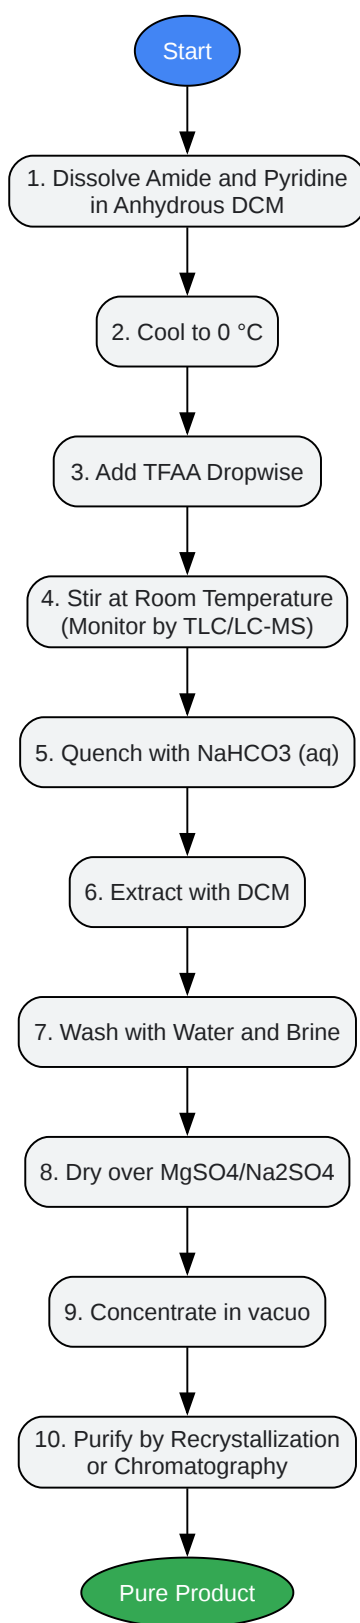 Start
1. Dissolve Amide and Pyridine
in Anhydrous DCM
2. Cool to 0 °C
3. Add TFAA Dropwise
4. Stir at Room Temperature
(Monitor by TLC/LC-MS)
5. Quench with NaHCO3 (aq)
6. Extract with DCM
7. Wash with Water and Brine
8. Dry over MgSO4/Na2SO4
9. Concentrate in vacuo
10. Purify by Recrystallization
or Chromatography
Pure Product